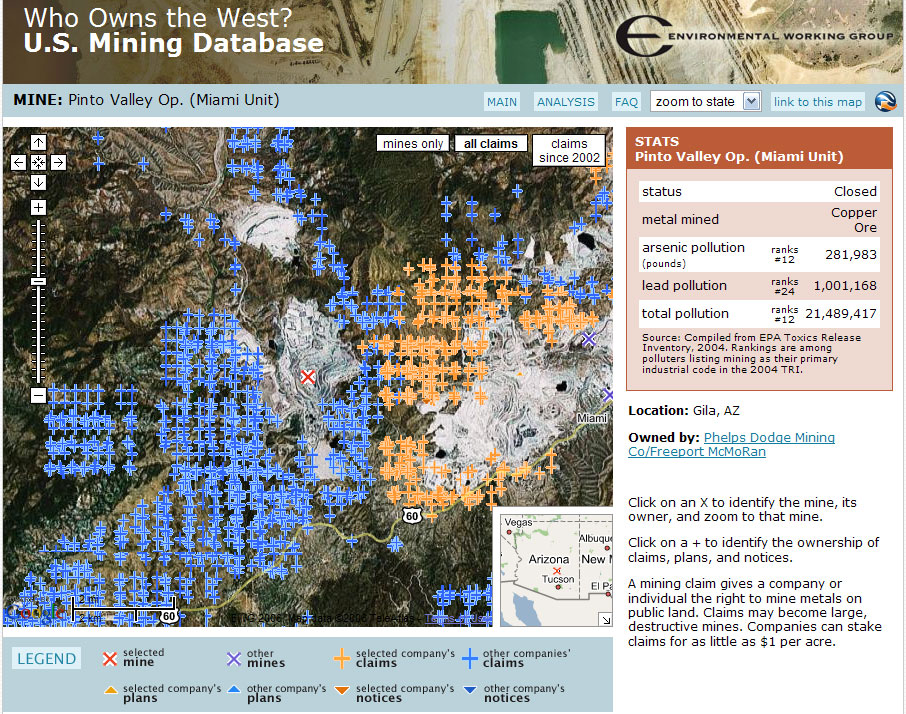 Who Owns the West?
U.S. Mining Database
ENVIRONMENTAL WORKING GROUP
MINE: Pinto Valley Op. (Miami Unit)
MAIN
ANALYSIS
FAQ
zoom to state
link to this map
mines only
all claims
claims
since 2002
Miami
60
60
Vegas
Albuque
Arizona
New M
Tucson
El Pa
STATS
Pinto Valley Op. (Miami Unit)
status Closed
metal mined Copper
Ore
arsenic pollution ranks 281,983
(pounds) #12
lead pollution ranks 1,001,168
#24
total pollution ranks 21,489,417
#12
Source: Compiled from EPA Toxics Release
Inventory, 2004. Rankings are among
polluters listing mining as their primary
industrial code in the 2004 TRI.
Location: Gila, AZ
Owned by: Phelps Dodge Mining
Co/Freeport McMoRan
Click on an X to identify the mine, its
owner, and zoom to that mine.
Click on a + to identify the ownership of
claims, plans, and notices.
A mining claim gives a company or
individual the right to mine metals on
public land. Claims may become large,
destructive mines. Companies can stake
claims for as little as $1 per acre.
LEGEND
selected
mine
other
mines
selected company's
claims
other companies'
claims
selected company's
plans
other company's
plans
selected company's
notices
other company's
notices